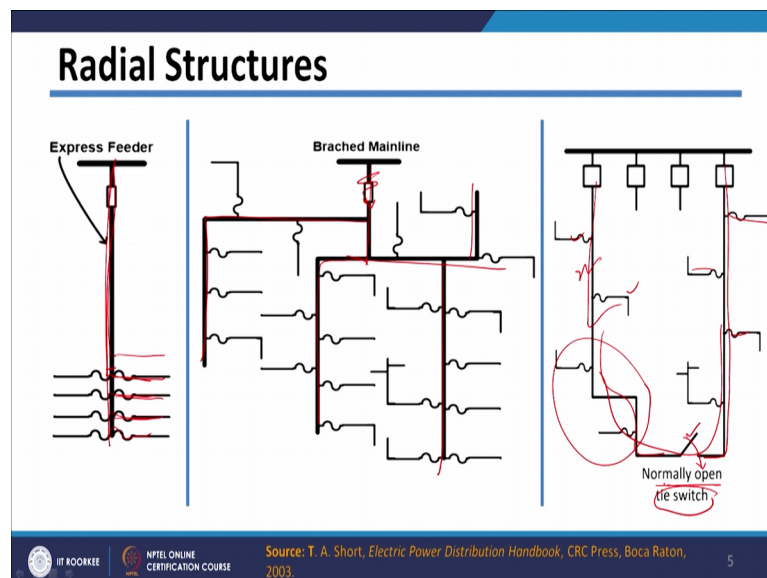 Radial Structures
Express Feeder
Brached Mainline
Normally open
tie switch
IIT ROORKEE
NPTEL ONLINE
CERTIFICATION COURSE
Source: T. A. Short, Electric Power Distribution Handbook, CRC Press, Boca Raton,
2003.
5